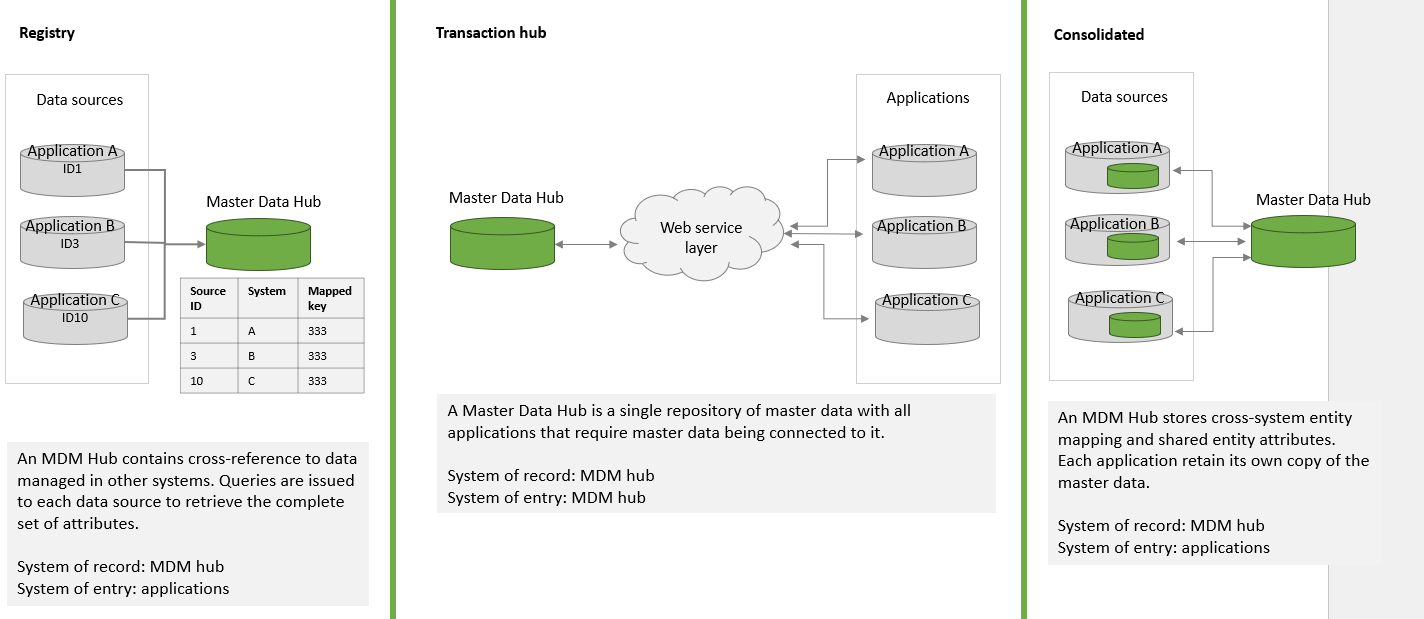 Registry
Data sources
Application A
ID1
Application B
ID3
Application C
ID10
Master Data Hub
Source ID System Mapped key
1 A 333
3 B 333
10 C 333
An MDM Hub contains cross-reference to data
managed in other systems. Queries are issued
to each data source to retrieve the complete
set of attributes.
System of record: MDM hub
System of entry: applications
Transaction hub
Master Data Hub
Web service
layer
Applications
Application A
Application B
Application C
A Master Data Hub is a single repository of master data with all
applications that require master data being connected to it.
System of record: MDM hub
System of entry: MDM hub
Consolidated
Data sources
Application A
Application B
Application C
Master Data Hub
An MDM Hub stores cross-system entity
mapping and shared entity attributes.
Each application retain its own copy of the
master data.
System of record: MDM hub
System of entry: applications